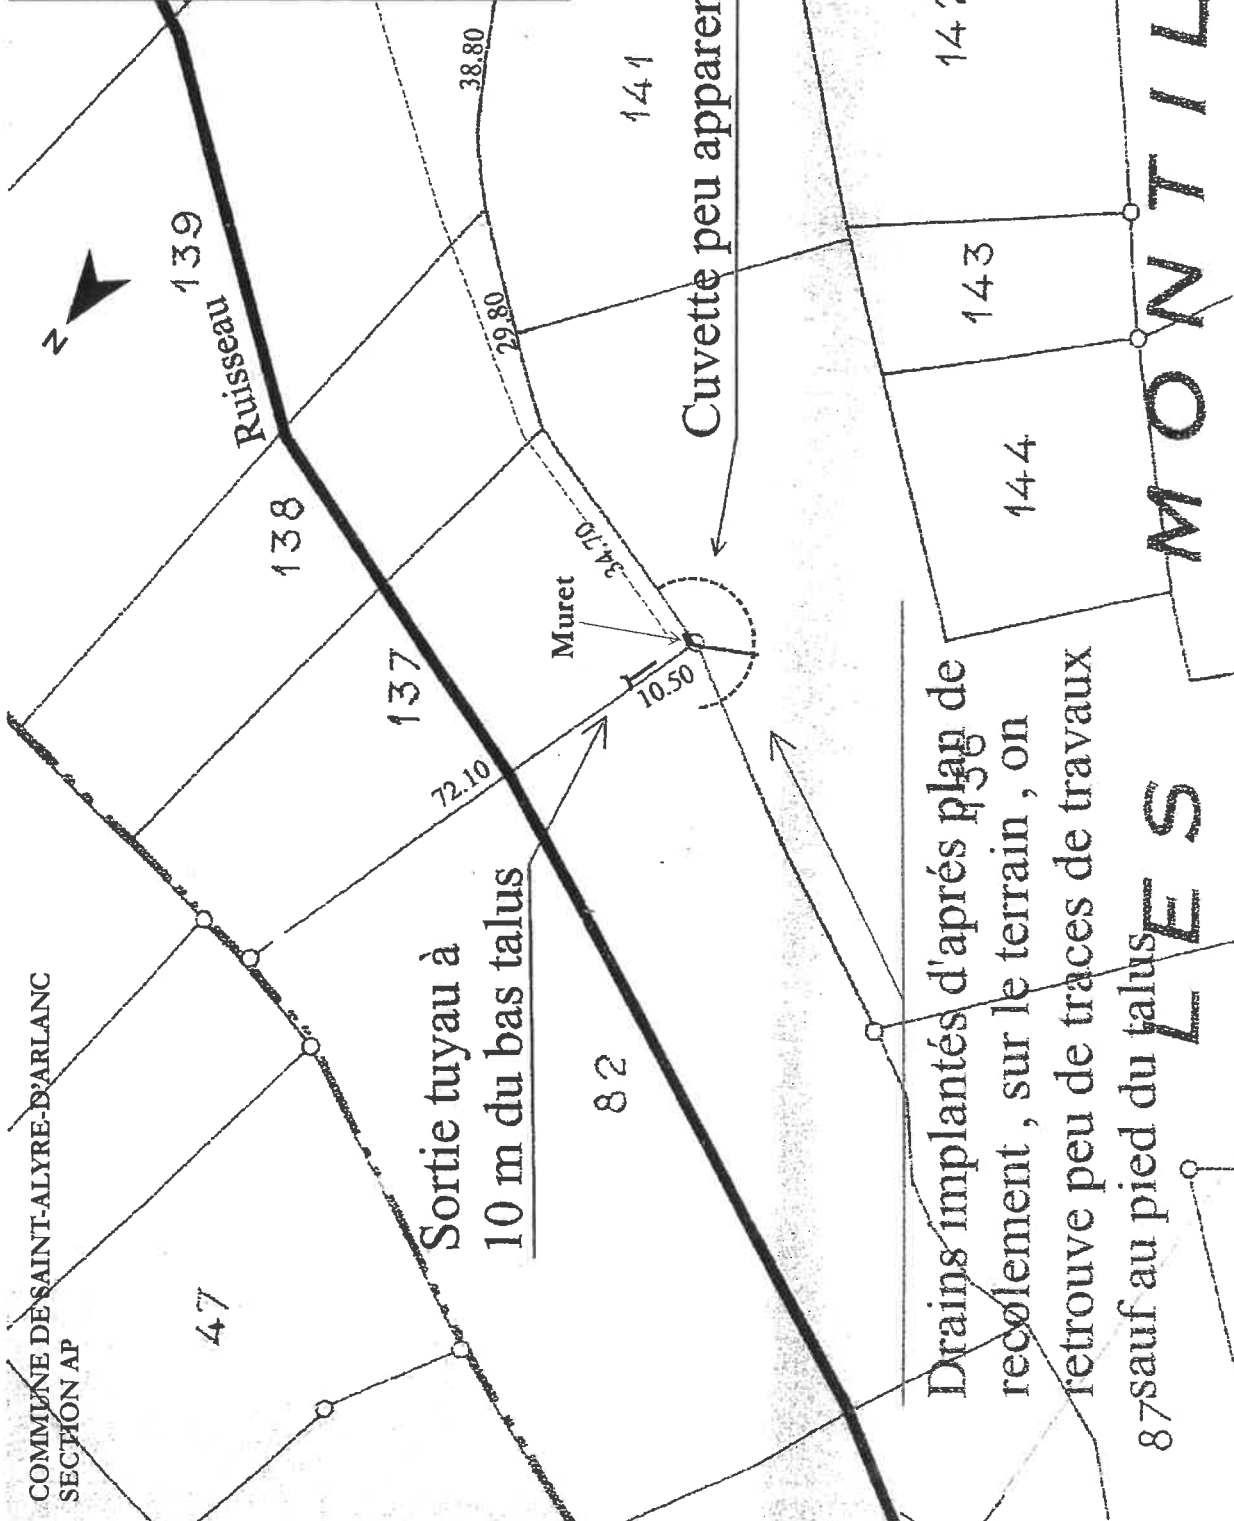 COMMUNE DE SAINT-ALYRE-D'ARLANC
SECTION AP
47
N
139
Ruisseau
138
137
72.10
Sortie tuyau à
10 m du bas talus
82
38.80
29.80
34.70
Muret
10.50
141
Cuvette peu
143
144
Drains implantés d'aprés plan de
recolement , sur le terrain , on
retrouve peu de traces de travaux
sauf au pied du talus
87
LES MONTIL